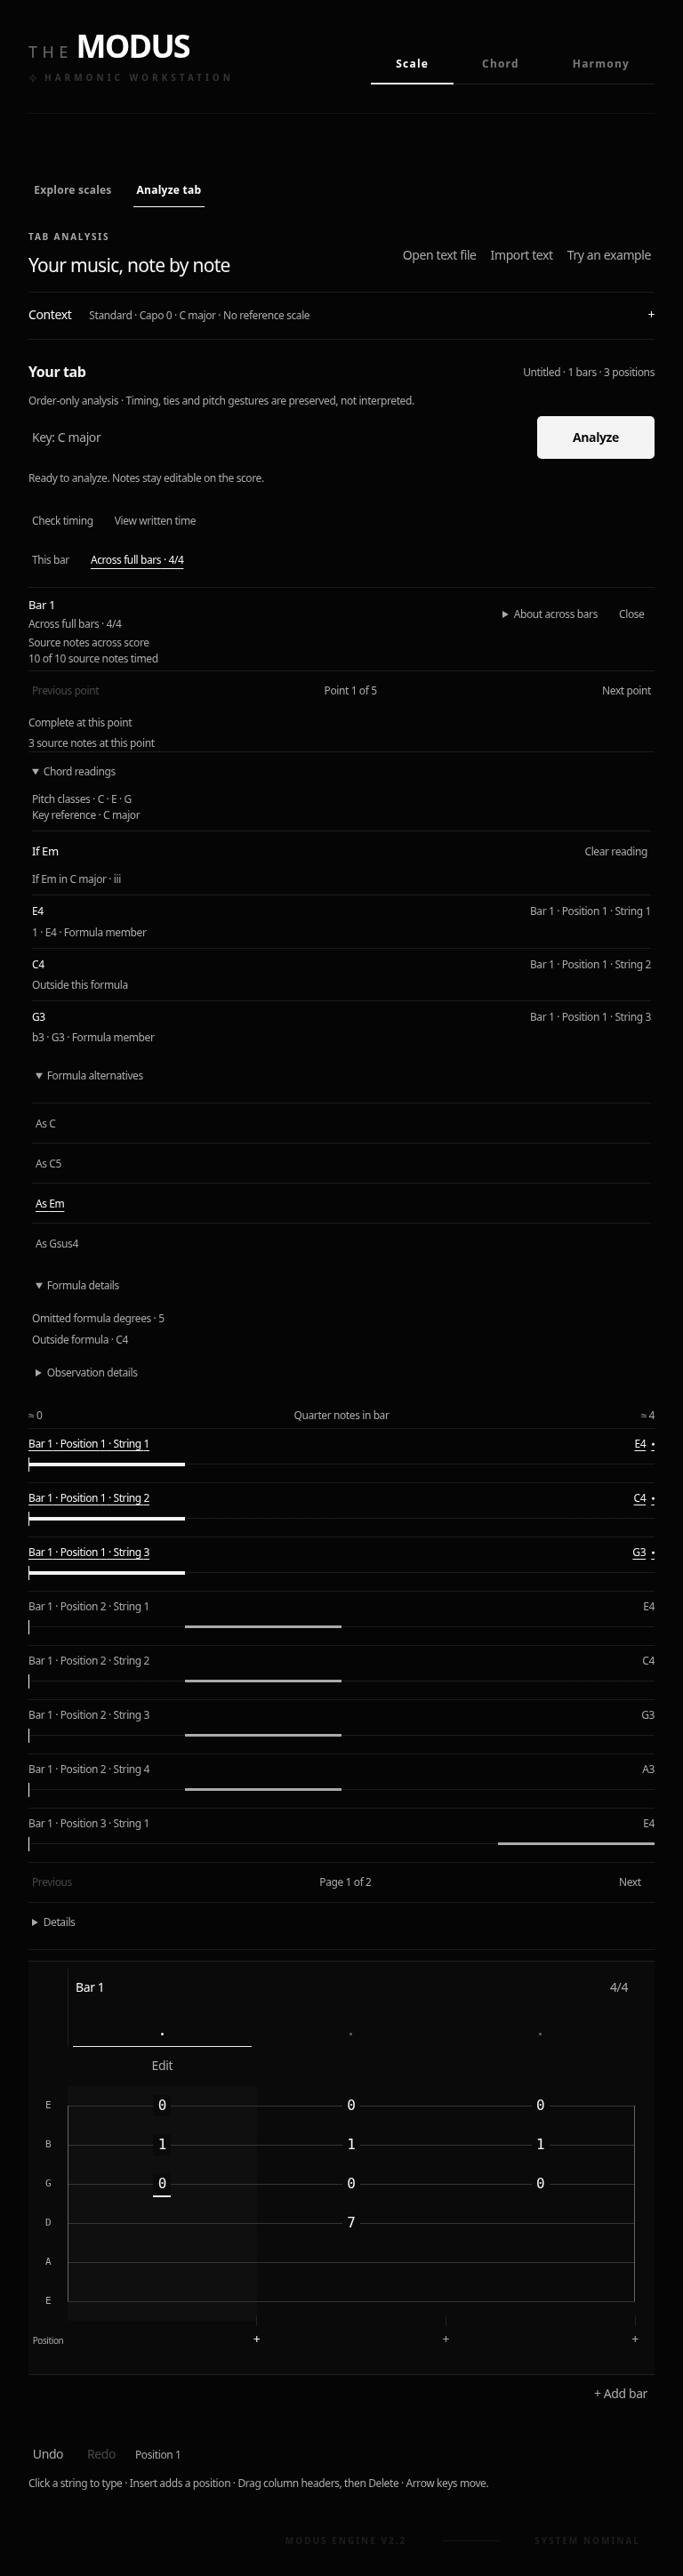 THE MODUS
HARMONIC WORKSTATION
Scale Chord Harmony
Explore scales Analyze tab
TAB ANALYSIS
Your music, note by note
Open text file Import text Try an example
Context Standard · Capo 0 · C major · No reference scale +
Your tab
Untitled · 1 bars · 3 positions
Order-only analysis · Timing, ties and pitch gestures are preserved, not interpreted.
Key: C major
Analyze
Ready to analyze. Notes stay editable on the score.
Check timing View written time
This bar Across full bars · 4/4
Bar 1
Across full bars · 4/4
Source notes across score
10 of 10 source notes timed
▶ About across bars Close
Previous point Point 1 of 5 Next point
Complete at this point
3 source notes at this point
▼ Chord readings
Pitch classes · C · E · G
Key reference · C major
If Em Clear reading
If Em in C major · iii
E4 Bar 1 · Position 1 · String 1
1 · E4 · Formula member
C4 Bar 1 · Position 1 · String 2
Outside this formula
G3 Bar 1 · Position 1 · String 3
b3 · G3 · Formula member
▼ Formula alternatives
As C
As C5
As Em
As Gsus4
▼ Formula details
Omitted formula degrees · 5
Outside formula · C4
▶ Observation details
≈ 0 Quarter notes in bar ≈ 4
Bar 1 · Position 1 · String 1 E4 •
Bar 1 · Position 1 · String 2 C4 •
Bar 1 · Position 1 · String 3 G3 •
Bar 1 · Position 2 · String 1 E4
Bar 1 · Position 2 · String 2 C4
Bar 1 · Position 2 · String 3 G3
Bar 1 · Position 2 · String 4 A3
Bar 1 · Position 3 · String 1 E4
Previous Page 1 of 2 Next
▶ Details
Bar 1 4/4
Edit
E 0 0 0
B 1 1 1
G 0 0 0
D 7
A
E
Position + + +
+ Add bar
Undo Redo Position 1
Click a string to type · Insert adds a position · Drag column headers, then Delete · Arrow keys move.
MODUS ENGINE V2.2 SYSTEM NOMINAL